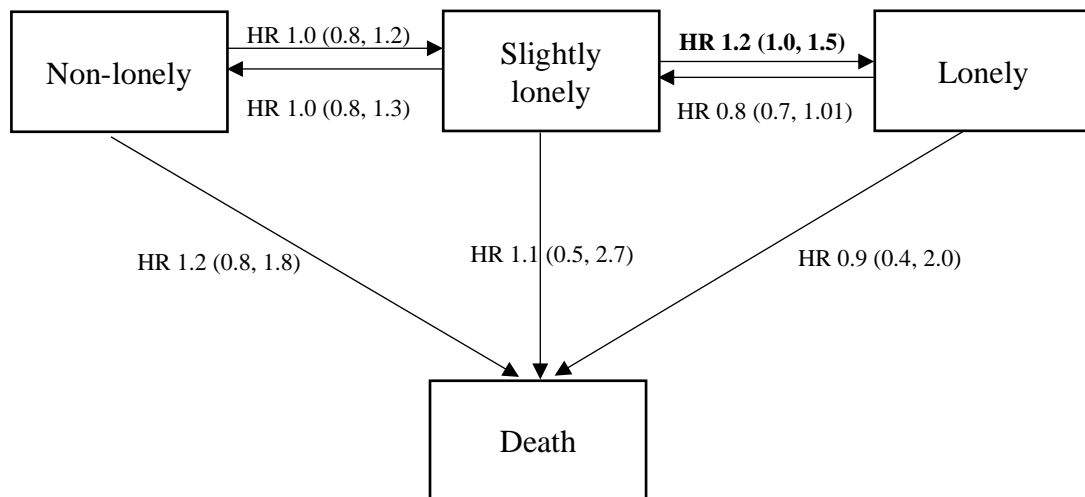 HR 1.0 (0.8, 1.2)
HR 1.2 (1.0, 1.5)
Non-lonely
Slightly
lonely
Lonely
HR 1.0 (0.8, 1.3)
HR 0.8 (0.7, 1.01)
HR 1.2 (0.8, 1.8)
HR 1.1 (0.5, 2.7)
HR 0.9 (0.4, 2.0)
Death